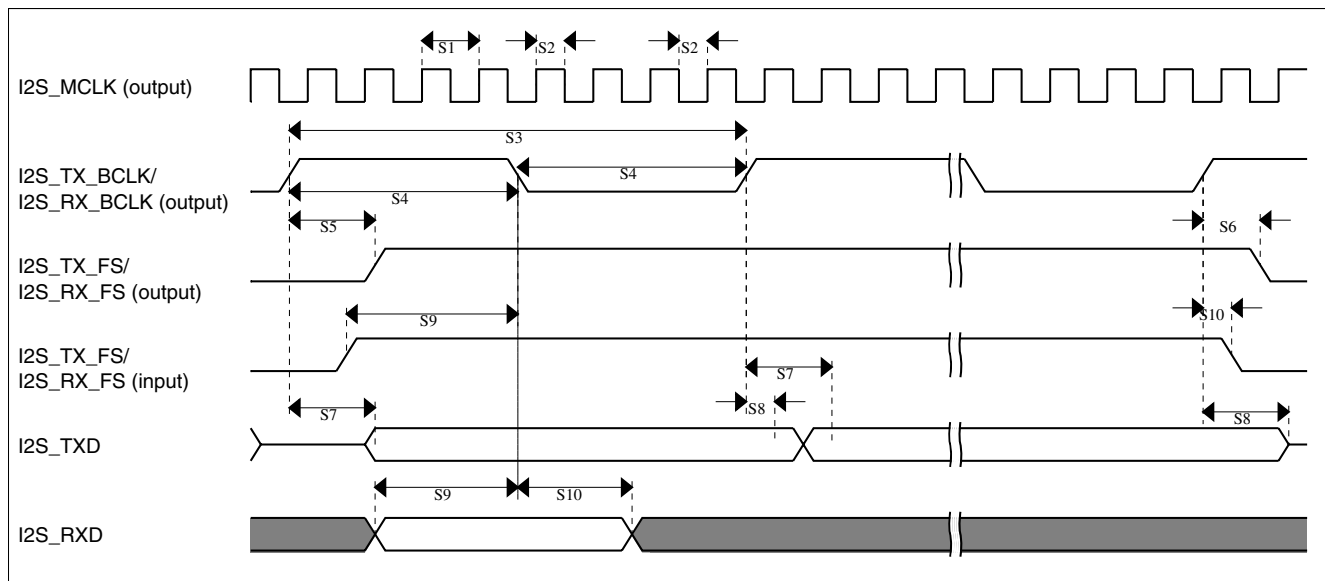 S1
S2
S2
I2S_MCLK (output)
S3
I2S_TX_BCLK/
I2S_RX_BCLK (output)
S4
S4
S5
S6
I2S_TX_FS/
I2S_RX_FS (output)
S9
S10
I2S_TX_FS/
I2S_RX_FS (input)
S7
S7
S8
S8
I2S_TXD
S9
S10
I2S_RXD